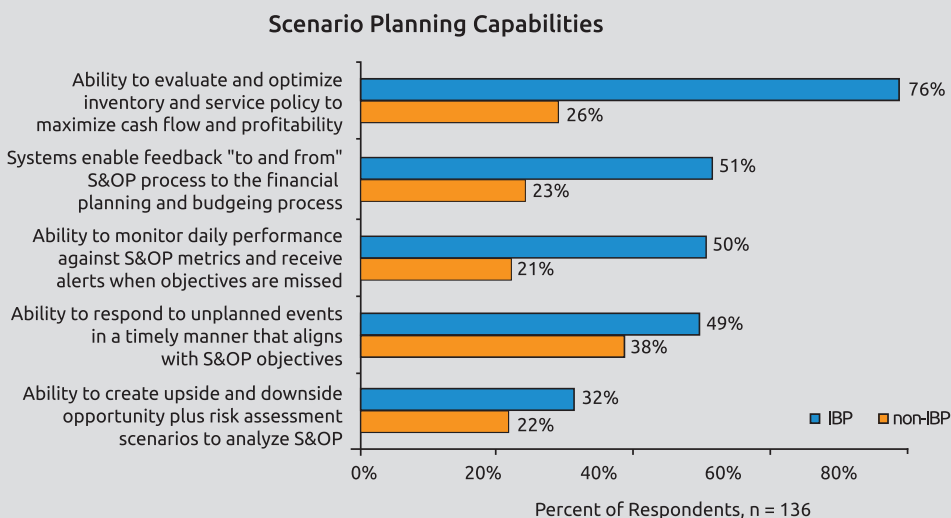 Scenario Planning Capabilities
Ability to evaluate and optimize
inventory and service policy to
maximize cash flow and profitability
76%
26%
Systems enable feedback "to and from"
S&OP process to the financial
planning and budgeing process
51%
23%
Ability to monitor daily performance
against S&OP metrics and receive
alerts when objectives are missed
50%
21%
Ability to respond to unplanned events
in a timely manner that aligns
with S&OP objectives
49%
38%
Ability to create upside and downside
opportunity plus risk assessment
scenarios to analyze S&OP
32%
22%
IBP non-IBP
0% 20% 40% 60% 80%
Percent of Respondents, n = 136